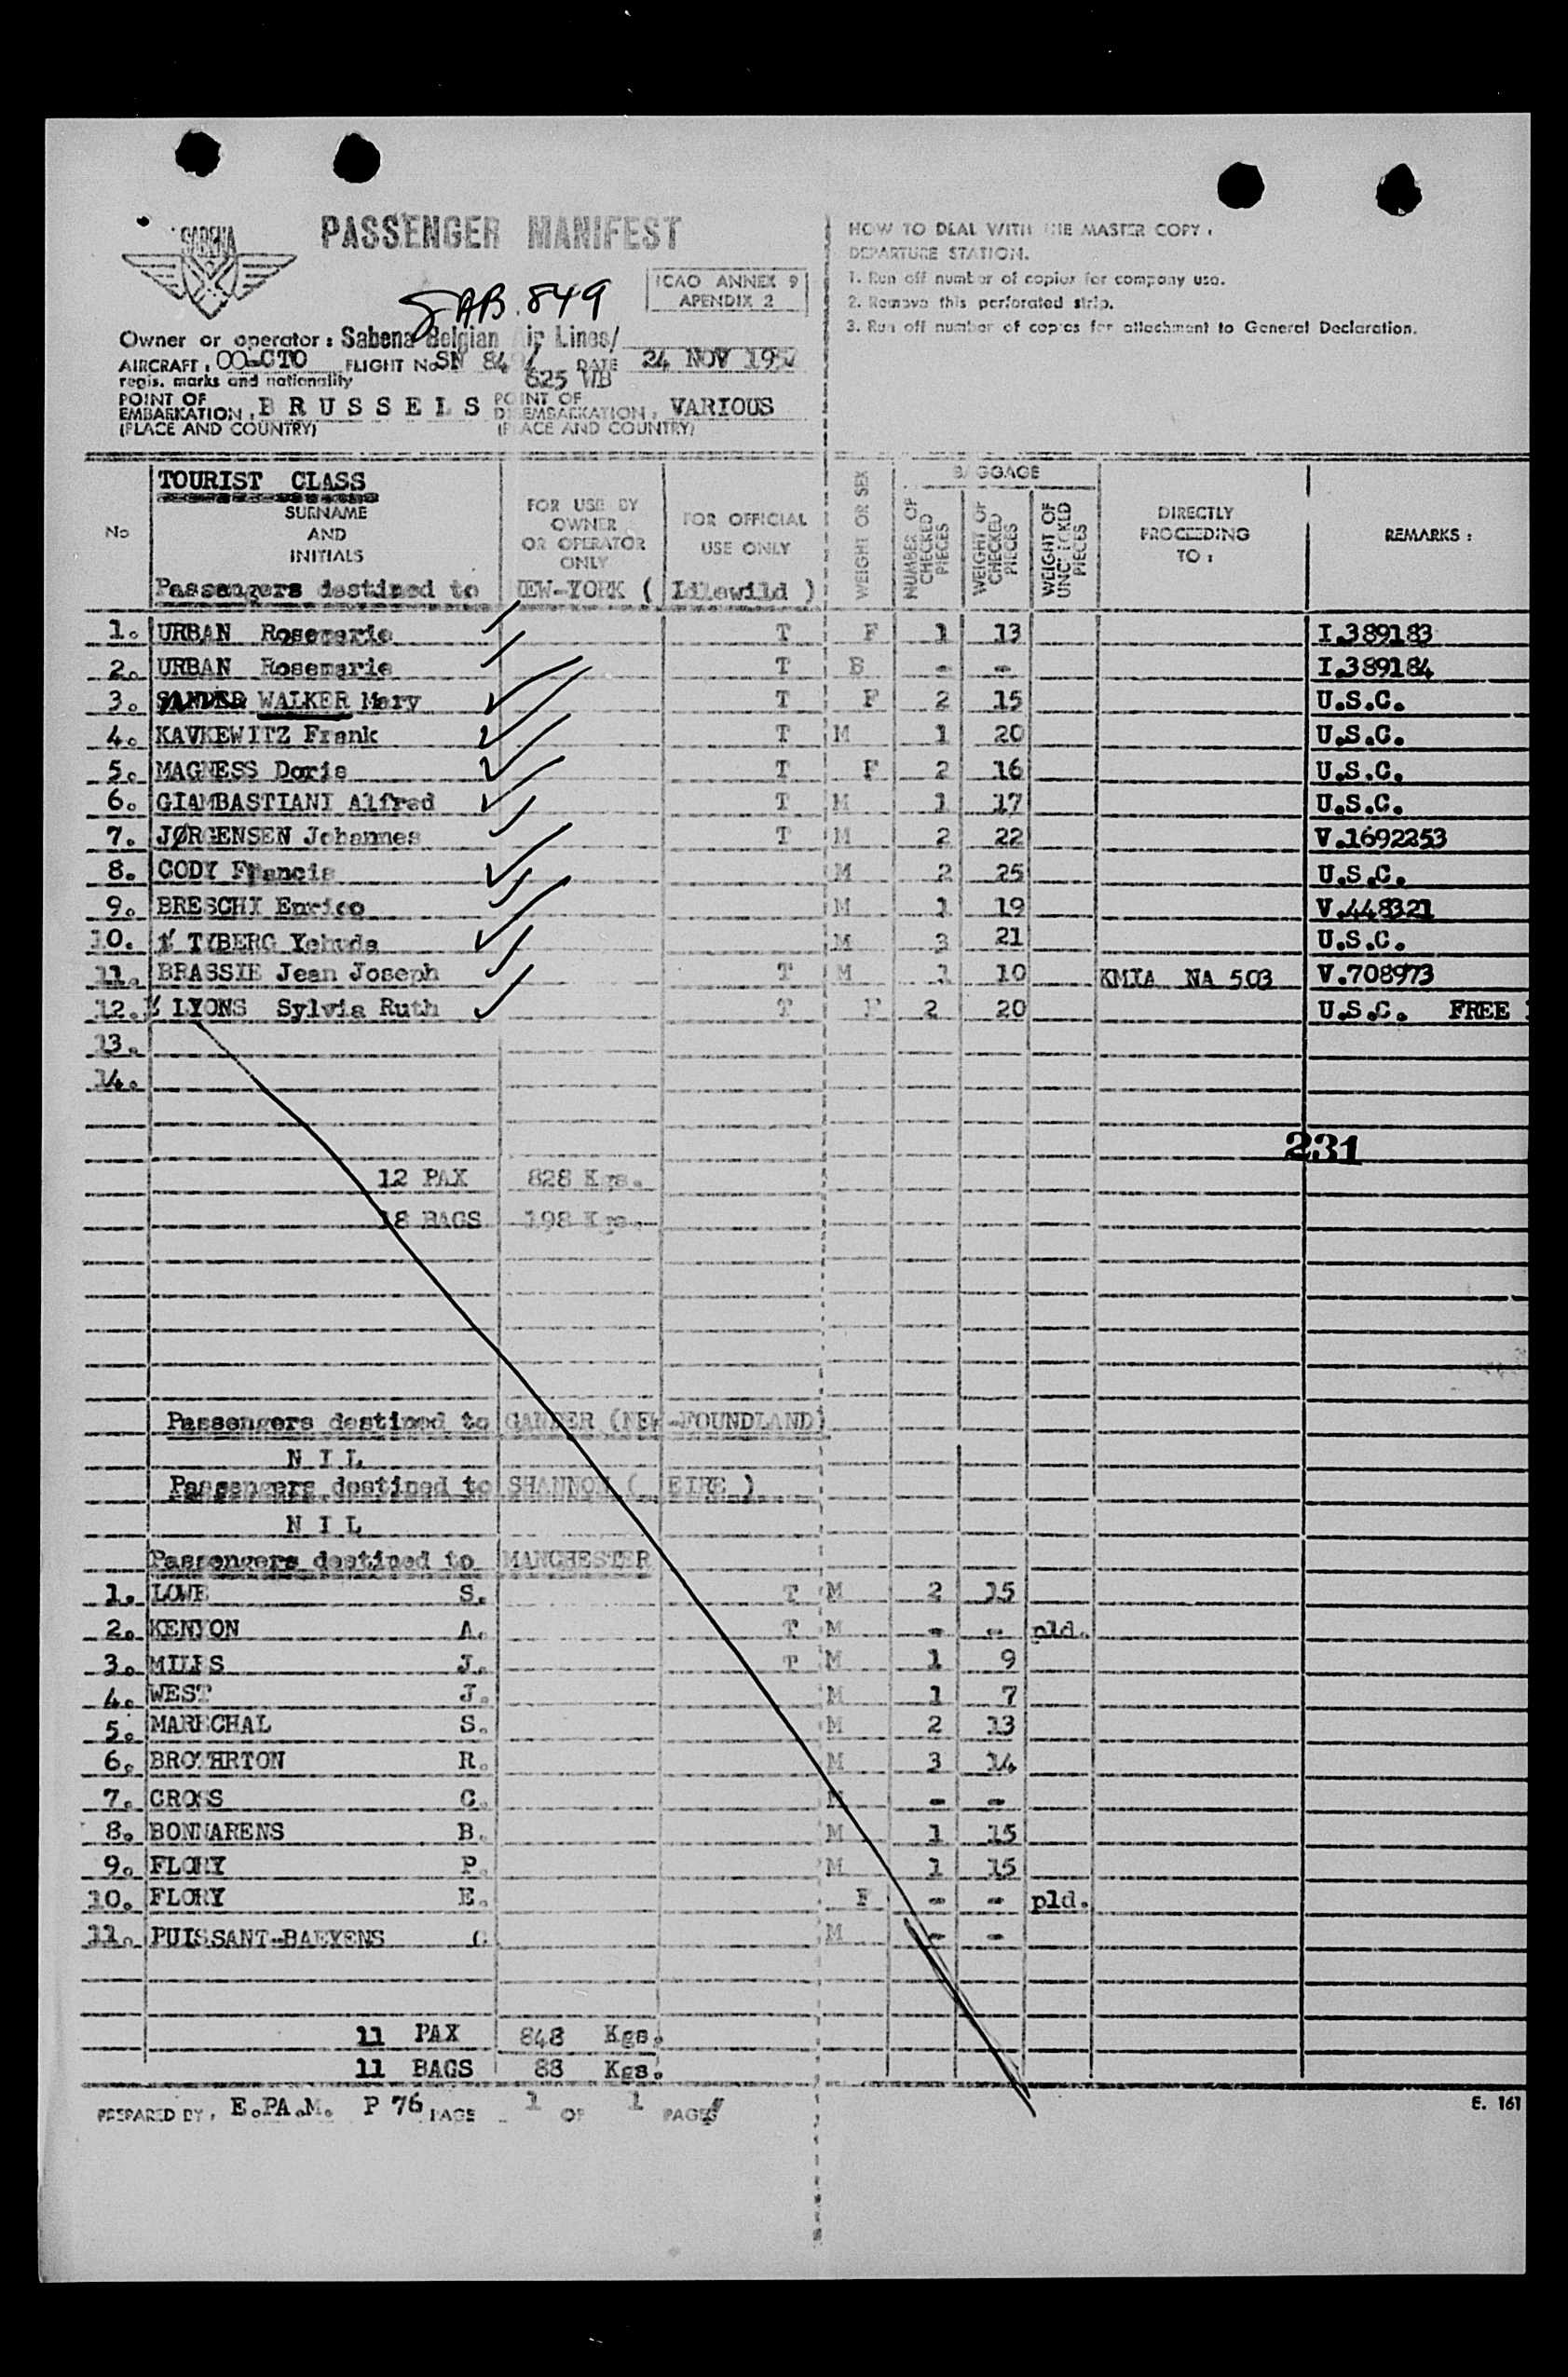 SABENA
PASSENGER MANIFEST
SAB. 849
ICAO ANNEX 9
APENDIX 2
Owner or operator : Sabena Belgian Air Lines/
AIRCRAFT : OO-CTO FLIGHT No SN 849/ DATE 24 NOV 195
regis. marks and nationality 625 WB
POINT OF EMBARKATION : B R U S S E L S POINT OF DISEMBARKATION : VARIOUS
(PLACE AND COUNTRY) (PLACE AND COUNTRY)
HOW TO DEAL WITH THE MASTER COPY :
DEPARTURE STATION.
1. Run off number of copies for company use.
2. Remove this perforated strip.
3. Run off number of copies for attachment to General Declaration.
No
TOURIST CLASS
SURNAME
AND
INITIALS
FOR USE BY
OWNER
OR OPERATOR
ONLY
FOR OFFICIAL
USE ONLY
WEIGHT OR SEX
BAGGAGE
NUMBER OF CHECKED PIECES
WEIGHT OF CHECKED PIECES
WEIGHT OF UNCHECKED PIECES
DIRECTLY
PROCEEDING
TO :
REMARKS :
Passengers destined to NEW-YORK ( Idlewild )
1. URBAN Rosemarie T F 1 13 I.389183
2. URBAN Rosemarie T B - - I.389184
3. SANDER WALKER Mary T F 2 15 U.S.C.
4. KAVKEWITZ Frank T M 1 20 U.S.C.
5. MAGNESS Doris T F 2 16 U.S.C.
6. GIAMBASTIANI Alfred T M 1 17 U.S.C.
7. JØRGENSEN Johannes T M 2 22 V.1692253
8. CODY Francis M 2 25 U.S.C.
9. BRESCHI Enrico M 1 19 V.448321
10. TYBERG Yehuda M 3 21 U.S.C.
11. BRASSIE Jean Joseph T M 1 10 KMIA NA 503 V.708973
12. LYONS Sylvia Ruth T F 2 20 U.S.C. FREE
13.
14.
231
12 PAX 828 Kgs.
18 BAGS 198 Kgs.
Passengers destined to GANDER (NEW-FOUNDLAND)
N I L
Passengers destined to SHANNON ( EIRE )
N I L
Passengers destined to MANCHESTER
1. LOWE S. T M 2 15
2. KENYON A. T M - - pld.
3. MILES J. T M 1 9
4. WEST J. M 1 7
5. MARECHAL S. M 2 13
6. BROTHRTON R. M 3 14
7. CROSS C. M - -
8. BONNARENS B. M 1 15
9. FLORY P. M 1 15
10. FLORY E. F - - pld.
11. PUISSANT-BAEYENS M - -
11 PAX 848 Kgs.
11 BAGS 88 Kgs.
PREPARED BY : E.PA.M. P 76 PAGE 1 OF 1 PAGES
E. 161